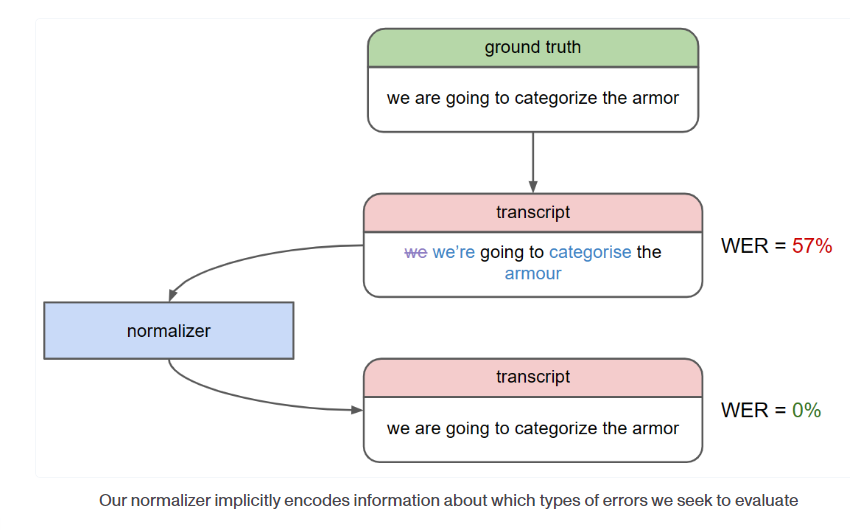 ground truth
we are going to categorize the armor
transcript
we we’re going to categorise the
armour
WER = 57%
normalizer
transcript
we are going to categorize the armor
WER = 0%
Our normalizer implicitly encodes information about which types of errors we seek to evaluate